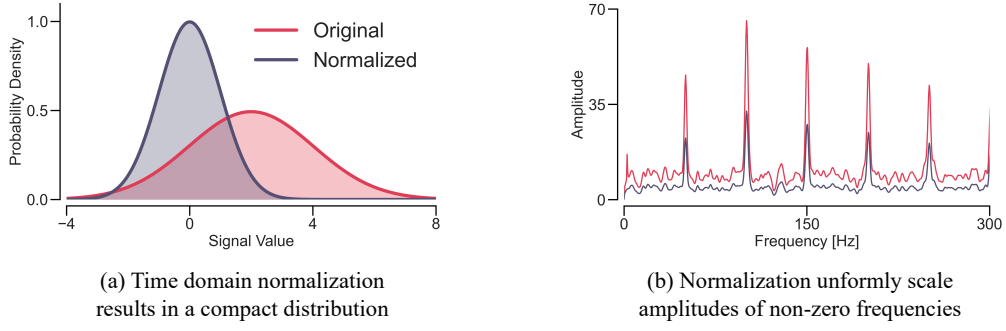 1.0
0.5
0.0
Probability Density
Original
Normalized
−4
0
4
8
Signal Value
(a) Time domain normalization
results in a compact distribution
70
35
0
Amplitude
0
150
300
Frequency [Hz]
(b) Normalization unformly scale
amplitudes of non-zero frequencies